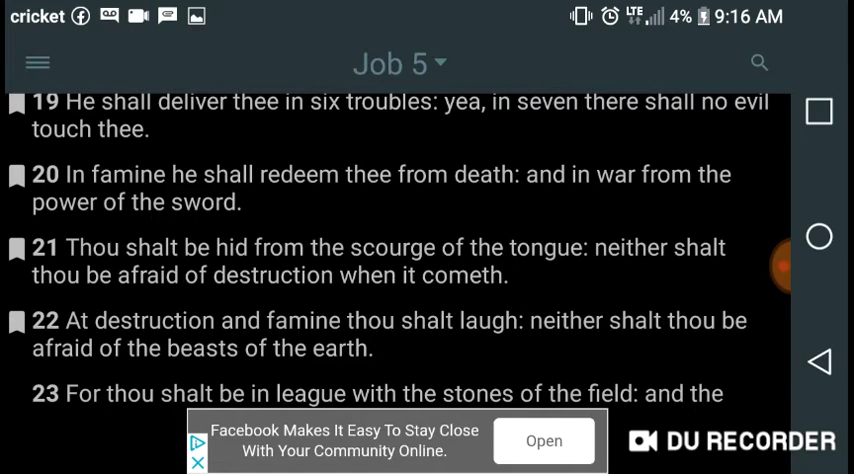 cricket LTE 4% 9:16 AM
Job 5
19 He shall deliver thee in six troubles: yea, in seven there shall no evil
touch thee.
20 In famine he shall redeem thee from death: and in war from the
power of the sword.
21 Thou shalt be hid from the scourge of the tongue: neither shalt
thou be afraid of destruction when it cometh.
22 At destruction and famine thou shalt laugh: neither shalt thou be
afraid of the beasts of the earth.
23 For thou shalt be in league with the stones of the field: and the
Facebook Makes It Easy To Stay Close
With Your Community Online.
Open
DU RECORDER